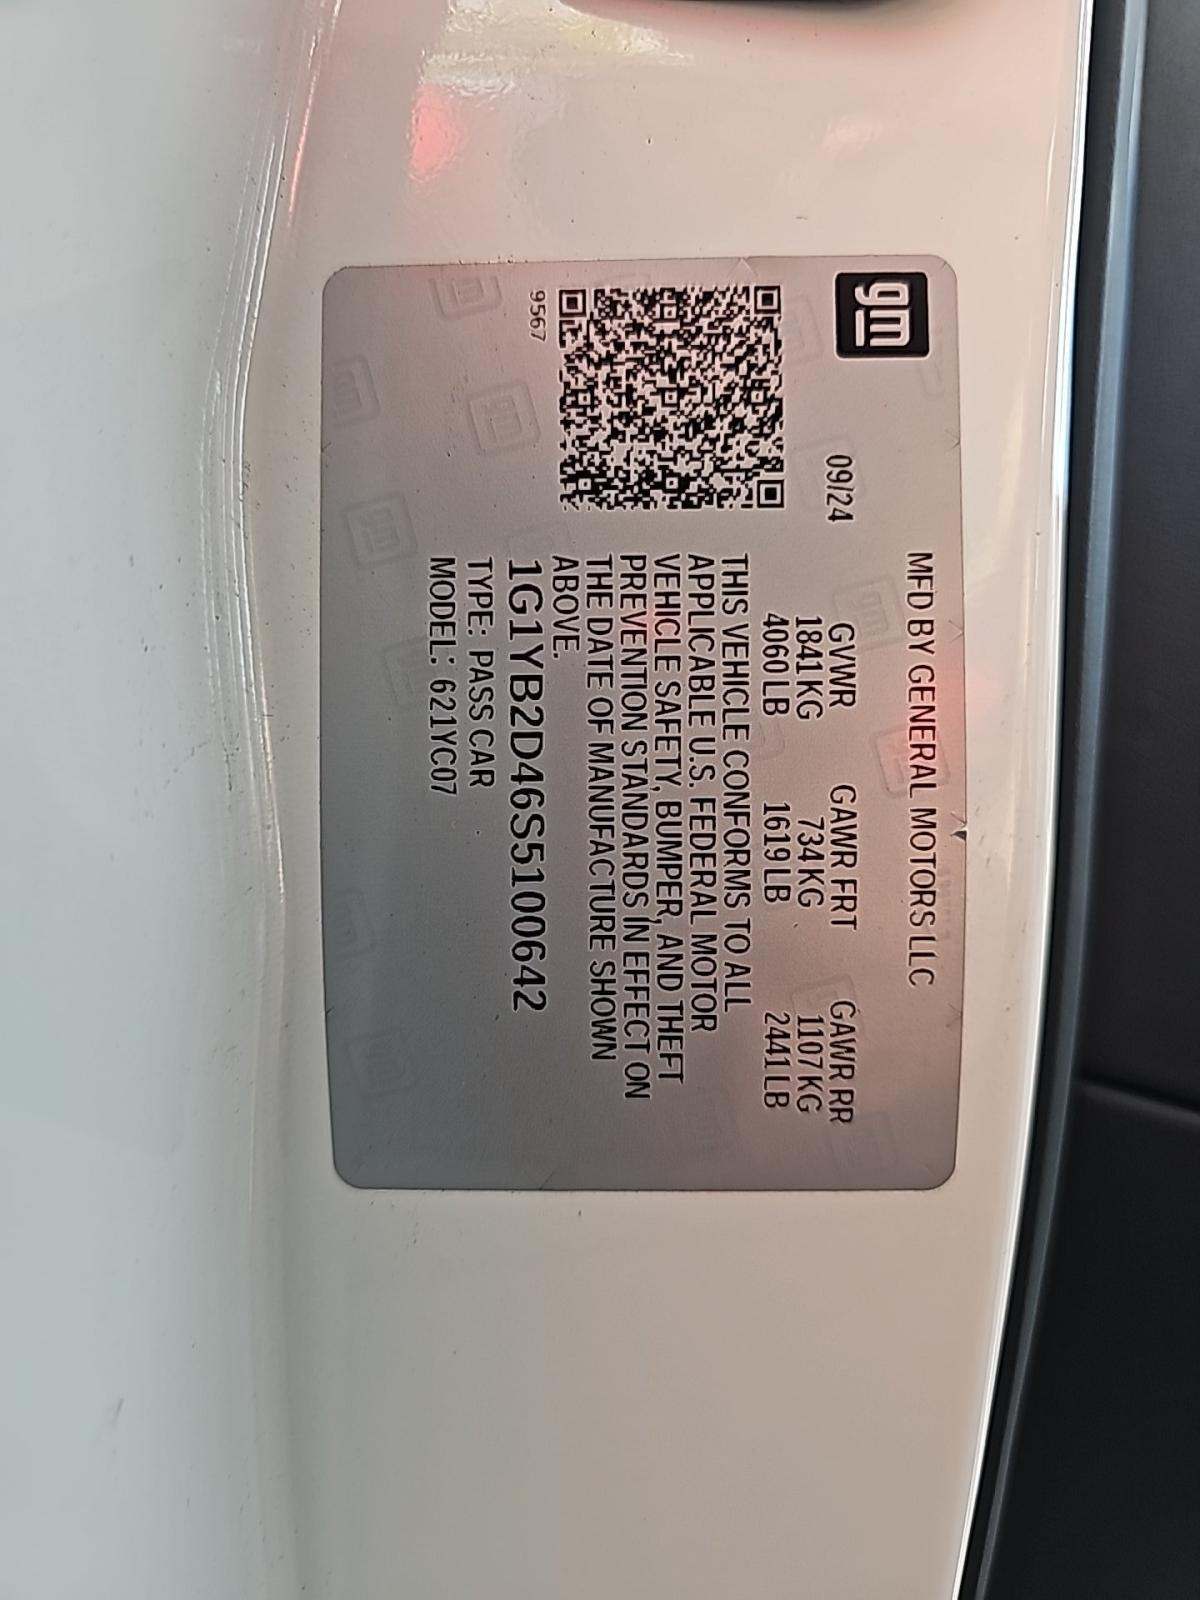 gm
MFD BY GENERAL MOTORS LLC
09/24
GVWR GAWR FRT GAWR RR
1841 KG 734 KG 1107 KG
4060 LB 1619 LB 2441 LB
THIS VEHICLE CONFORMS TO ALL
APPLICABLE U.S. FEDERAL MOTOR
VEHICLE SAFETY, BUMPER, AND THEFT
PREVENTION STANDARDS IN EFFECT ON
THE DATE OF MANUFACTURE SHOWN
ABOVE.
9567
1G1YB2D46S5100642
TYPE: PASS CAR
MODEL: 621YC07